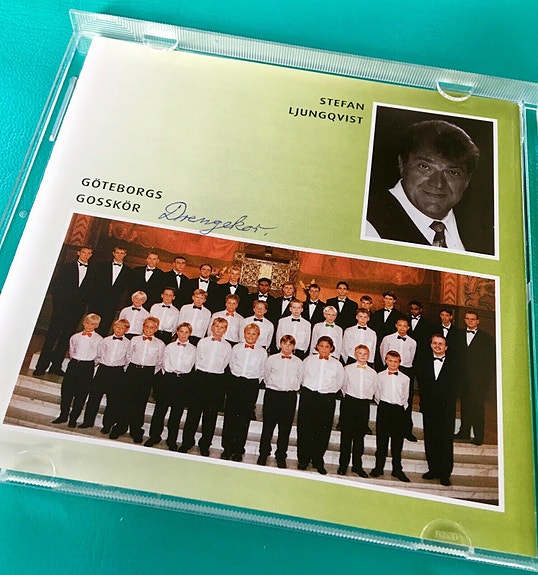 STEFAN
LJUNGQVIST
GÖTEBORGS
GOSSKÖR Drengekor.